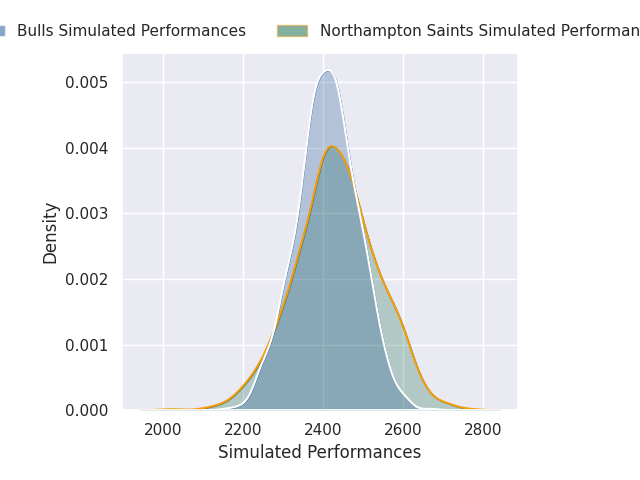 Bulls Simulated Performances
Northampton Saints Simulated Performan
0.005
0.004
0.003
0.002
0.001
0.000
Density
2000 2200 2400 2600 2800
Simulated Performances